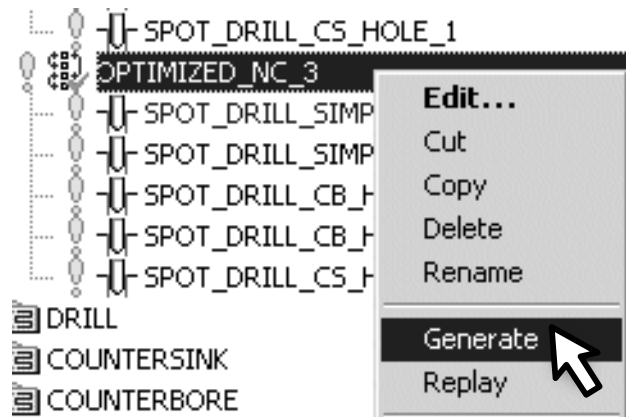 SPOT_DRILL_CS_HOLE_1
OPTIMIZED_NC_3
SPOT_DRILL_SIMP
SPOT_DRILL_SIMP
SPOT_DRILL_CB_H
SPOT_DRILL_CB_H
SPOT_DRILL_CS_H
DRILL
COUNTERSINK
COUNTERBORE
Edit...
Cut
Copy
Delete
Rename
Generate
Replay